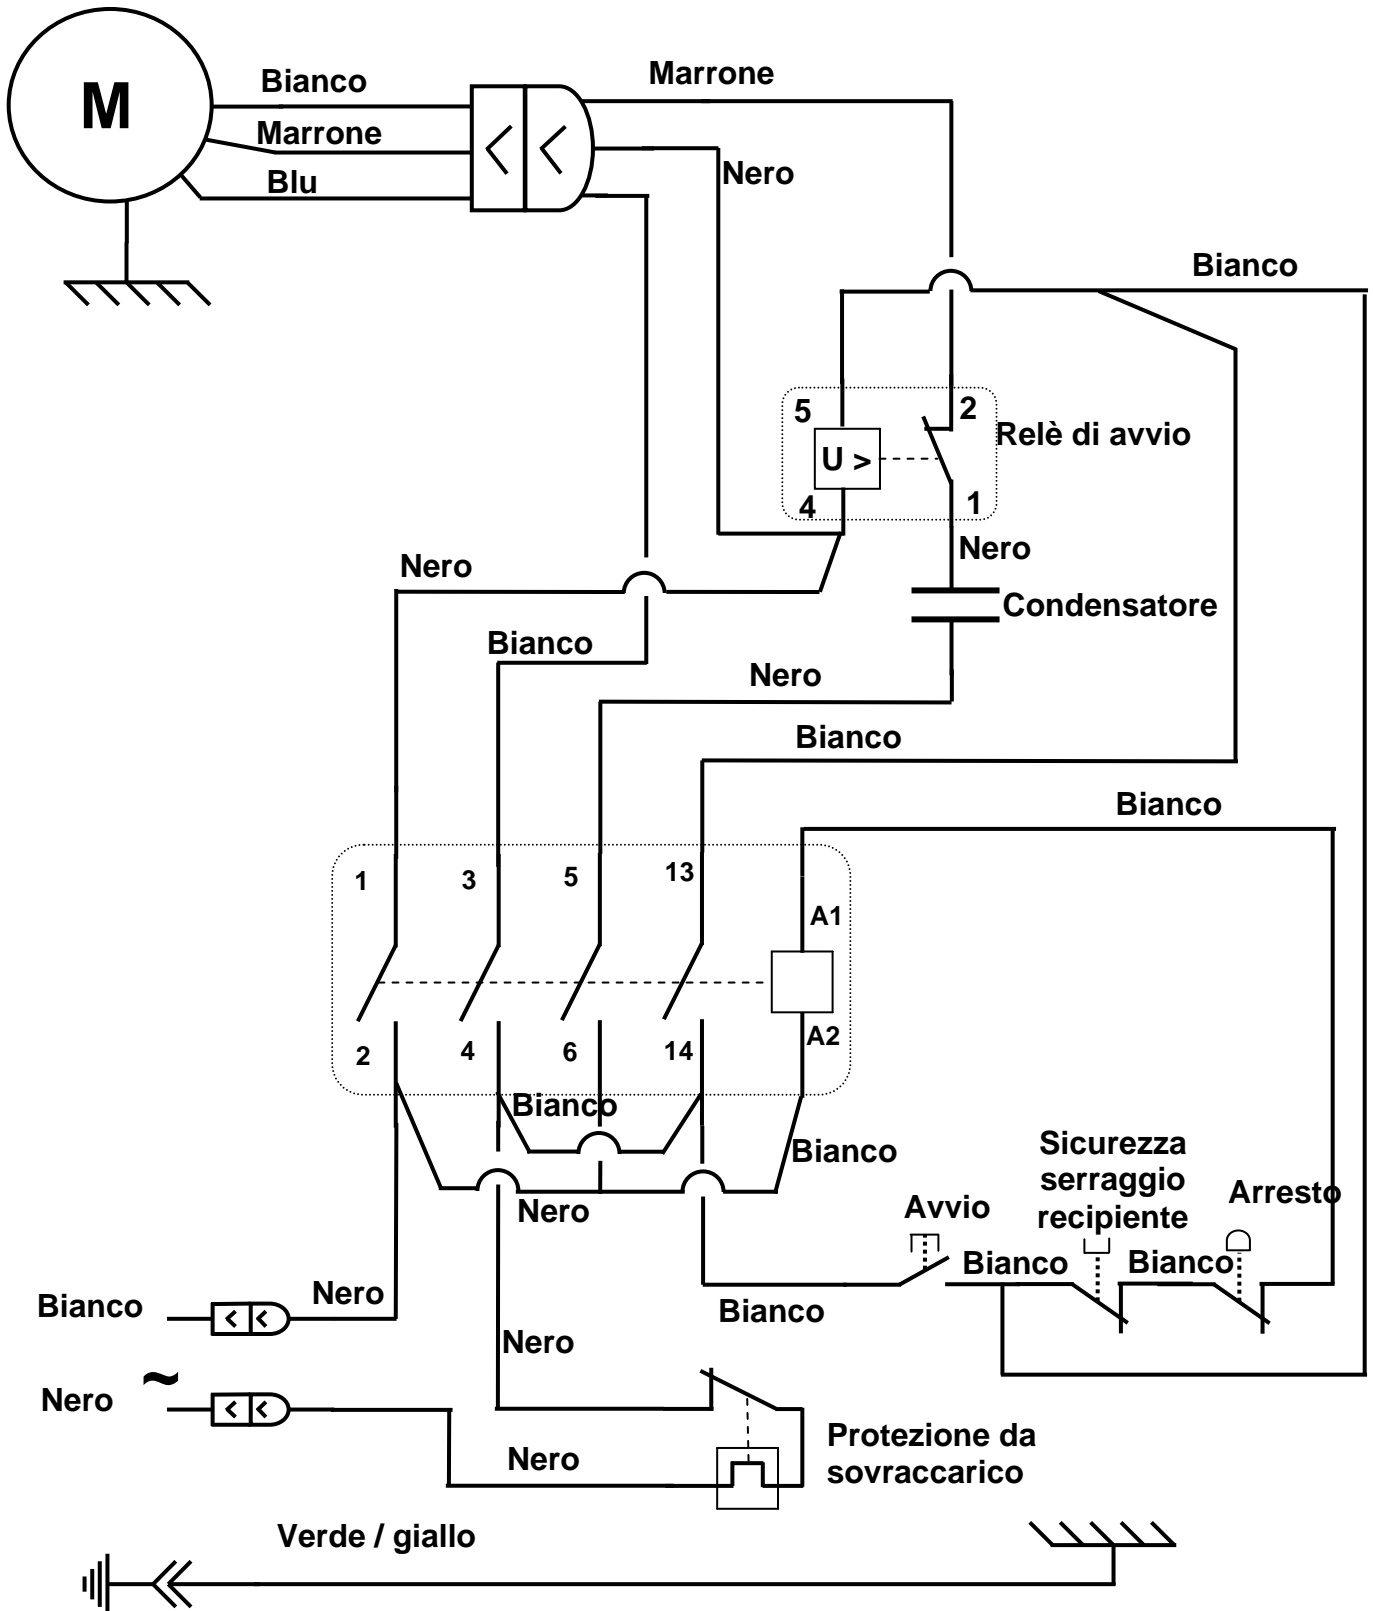 M
Bianco
Marrone
Blu
Marrone
Nero
Bianco
5
2
U >
Relè di avvio
4
1
Nero
Nero
Condensatore
Bianco
Nero
Bianco
Bianco
1
3
5
13
A1
2
4
6
14
A2
Bianco
Bianco
Nero
Sicurezza
serraggio
recipiente
Avvio
Arresto
Bianco
Bianco
Bianco
Nero
Bianco
Nero
~
Nero
Nero
Protezione da
sovraccarico
Verde / giallo